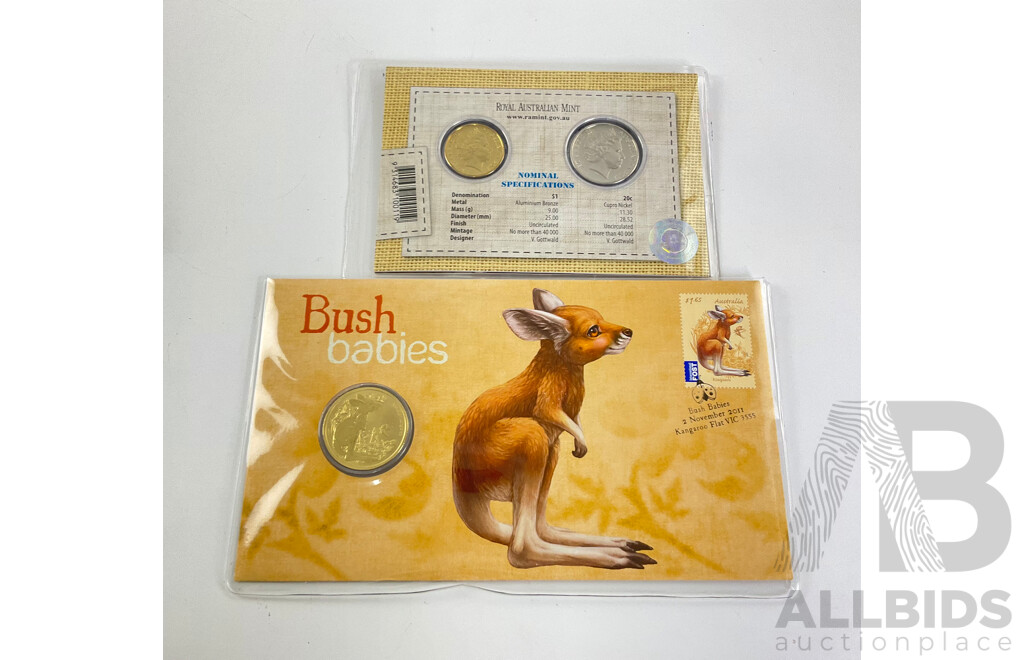 ROYAL AUSTRALIAN MINT
www.ramint.gov.au
NOMINAL
SPECIFICATIONS
Denomination $1 20c
Metal Aluminium Bronze Cupro Nickel
Mass (g) 9.00 11.30
Diameter (mm) 25.00 28.52
Finish Uncirculated Uncirculated
Mintage No more than 40 000 No more than 40 000
Designer V. Gottwald V. Gottwald
Bush
babies
$1.65 Australia
POST
Bush Babies
2 November 2011
Kangaroo Flat VIC 3555
AB
ALLBIDS
auctionplace